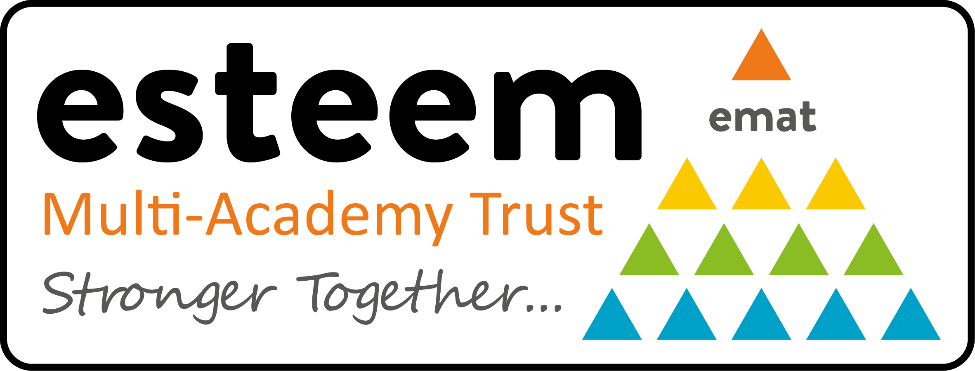 esteem
Multi-Academy Trust
Stronger Together...
emat